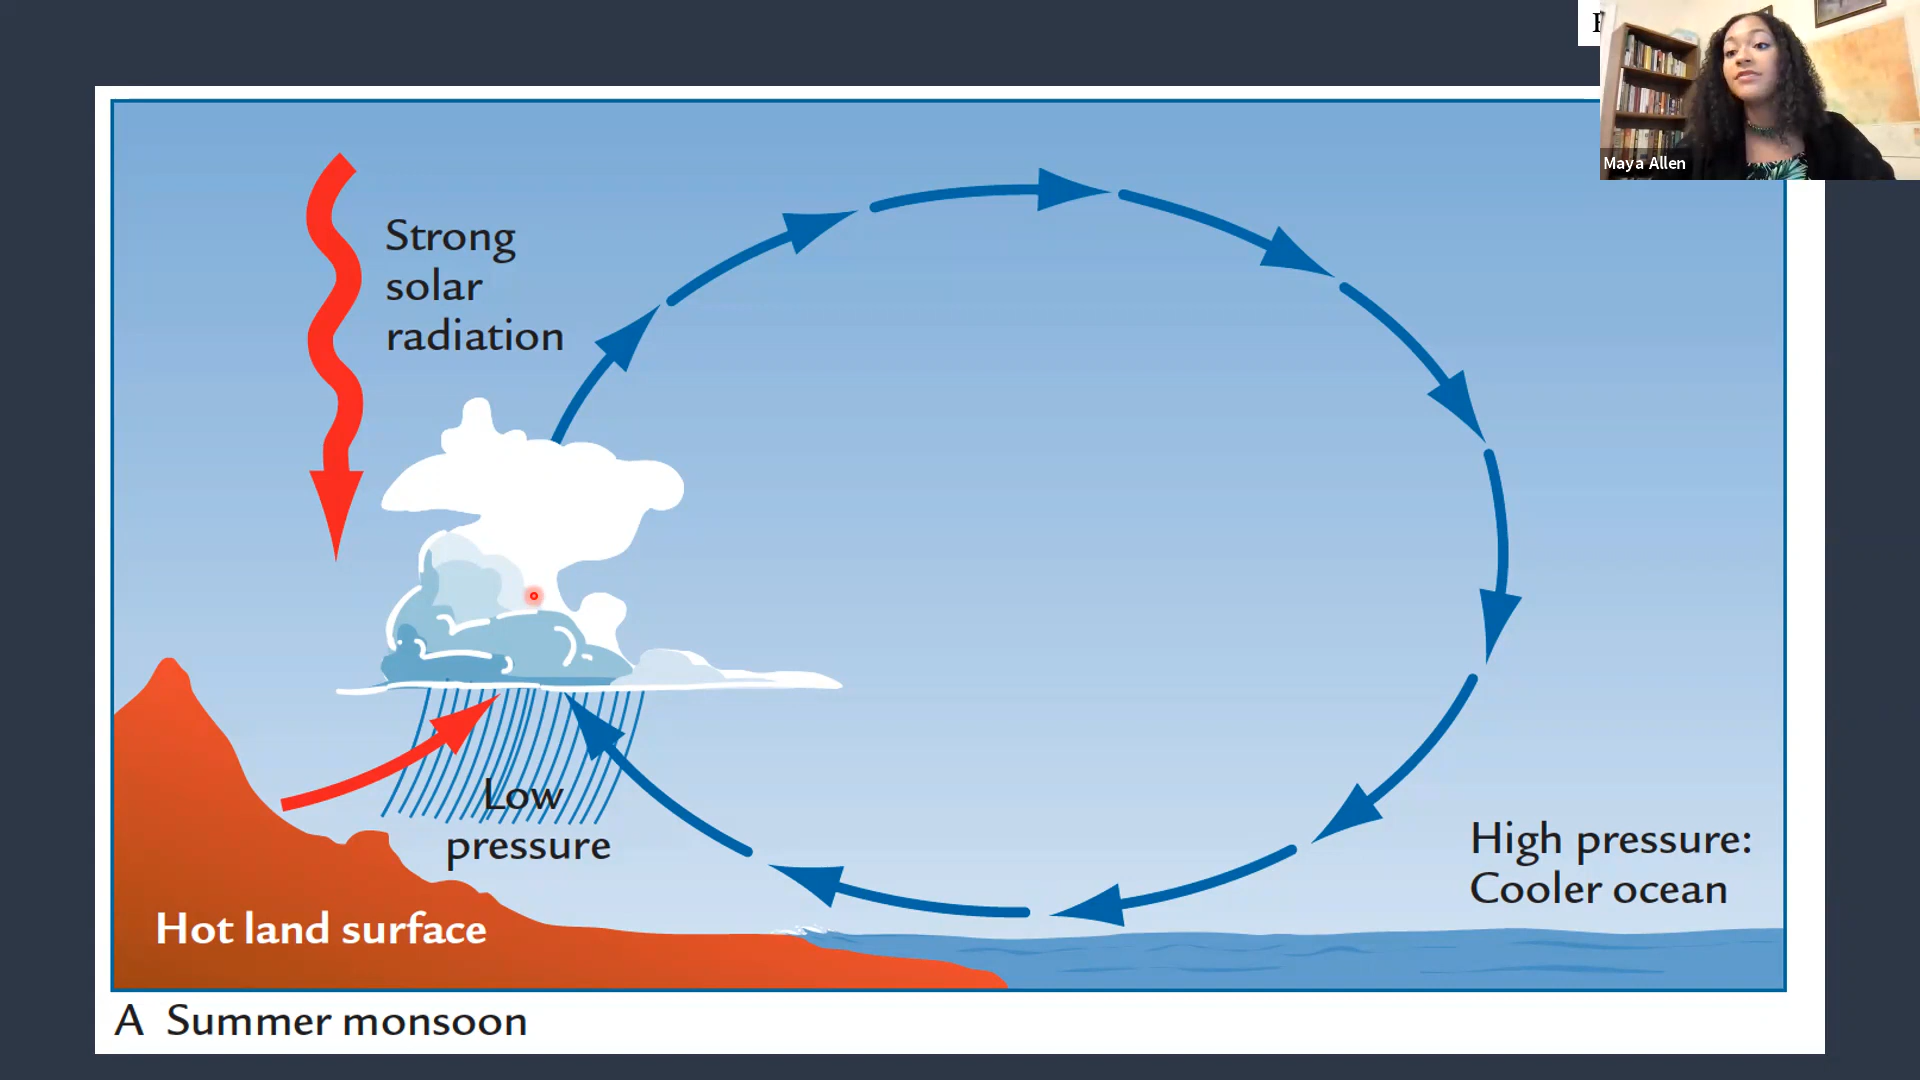 Maya Allen
Strong
solar
radiation
Low
pressure
High pressure:
Cooler ocean
Hot land surface
A Summer monsoon